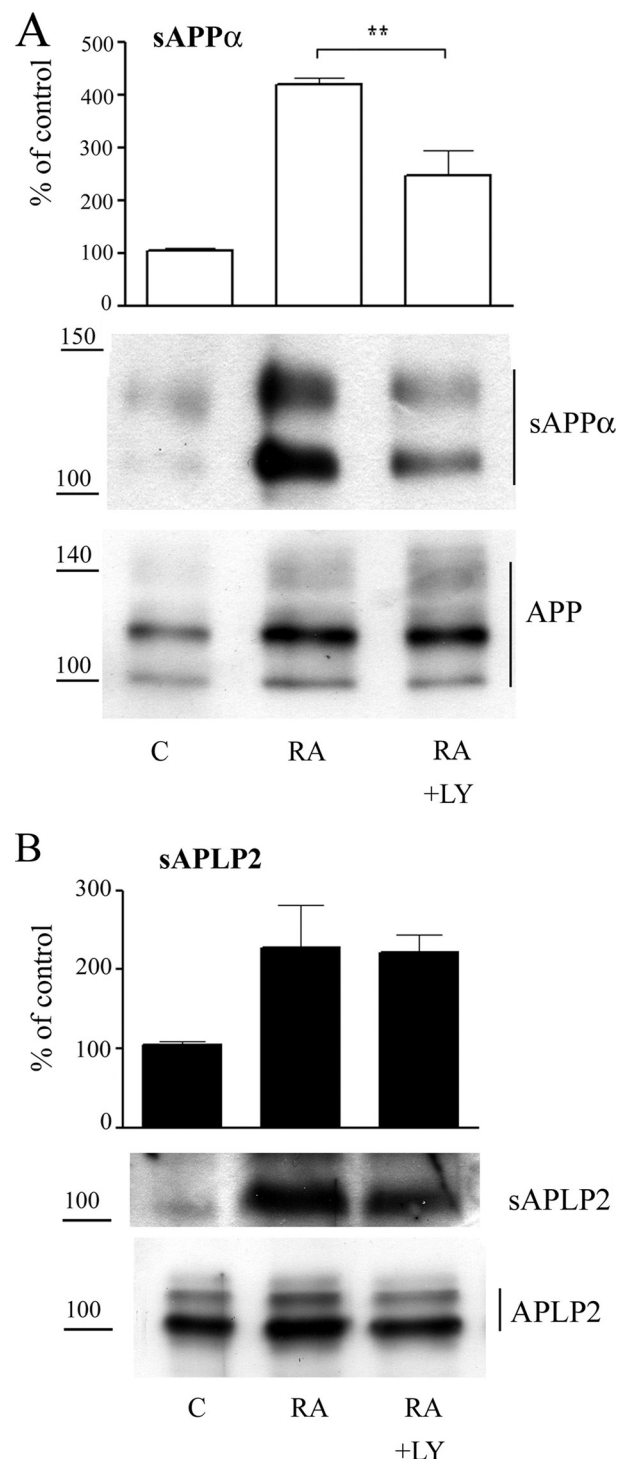 A
sAPPα
**
% of control
500
400
300
200
100
0
150
100
sAPPα
140
100
APP
C RA RA
+LY
B
sAPLP2
% of control
300
200
100
0
100
sAPLP2
100
APLP2
C RA RA
+LY